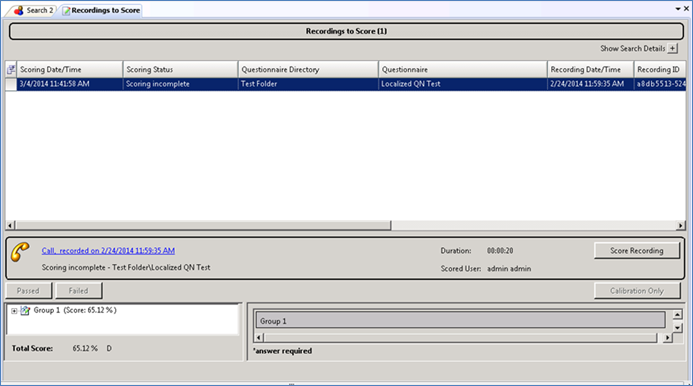 Search 2 Recordings to Score
Recordings to Score (1)
Show Search Details +
Scoring Date/Time Scoring Status Questionnaire Directory Questionnaire Recording Date/Time Recording ID
3/4/2014 11:41:58 AM Scoring incomplete Test Folder Localized QN Test 2/24/2014 11:59:35 AM a8db5513-524
Call, recorded on 2/24/2014 11:59:35 AM Duration: 00:00:20 Score Recording
Scoring incomplete - Test Folder\Localized QN Test Scored User: admin admin
Passed Failed Calibration Only
Group 1 (Score: 65.12 %)
Group 1
Total Score: 65.12 % D
*answer required